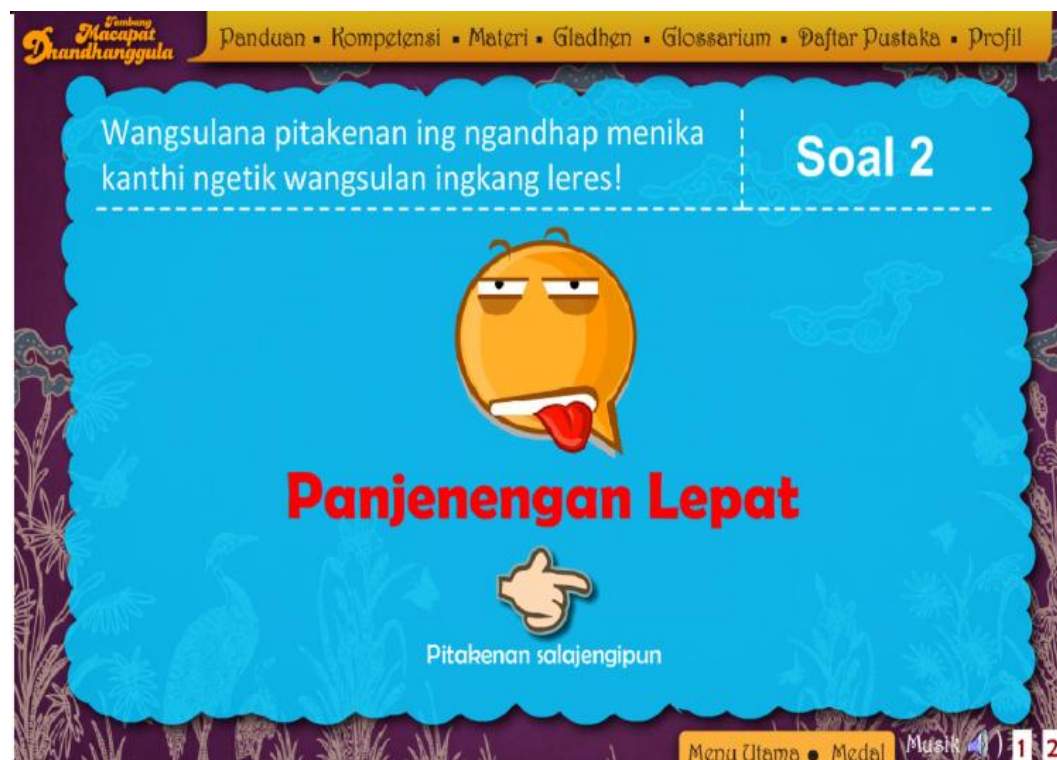 Tembang
Macapat
Dhandhanggula
Panduan ▪ Kompetensi ▪ Materi ▪ Gladhen ▪ Glossarium ▪ Daftar Pustaka ▪ Profil
Wangsulana pitakenan ing ngandhap menika
kanthi ngetik wangsulan ingkang leres!
Soal 2
Panjenengan Lepat
Pitakenan salajengipun
Menu Utama ● Medal
Musik
1 2